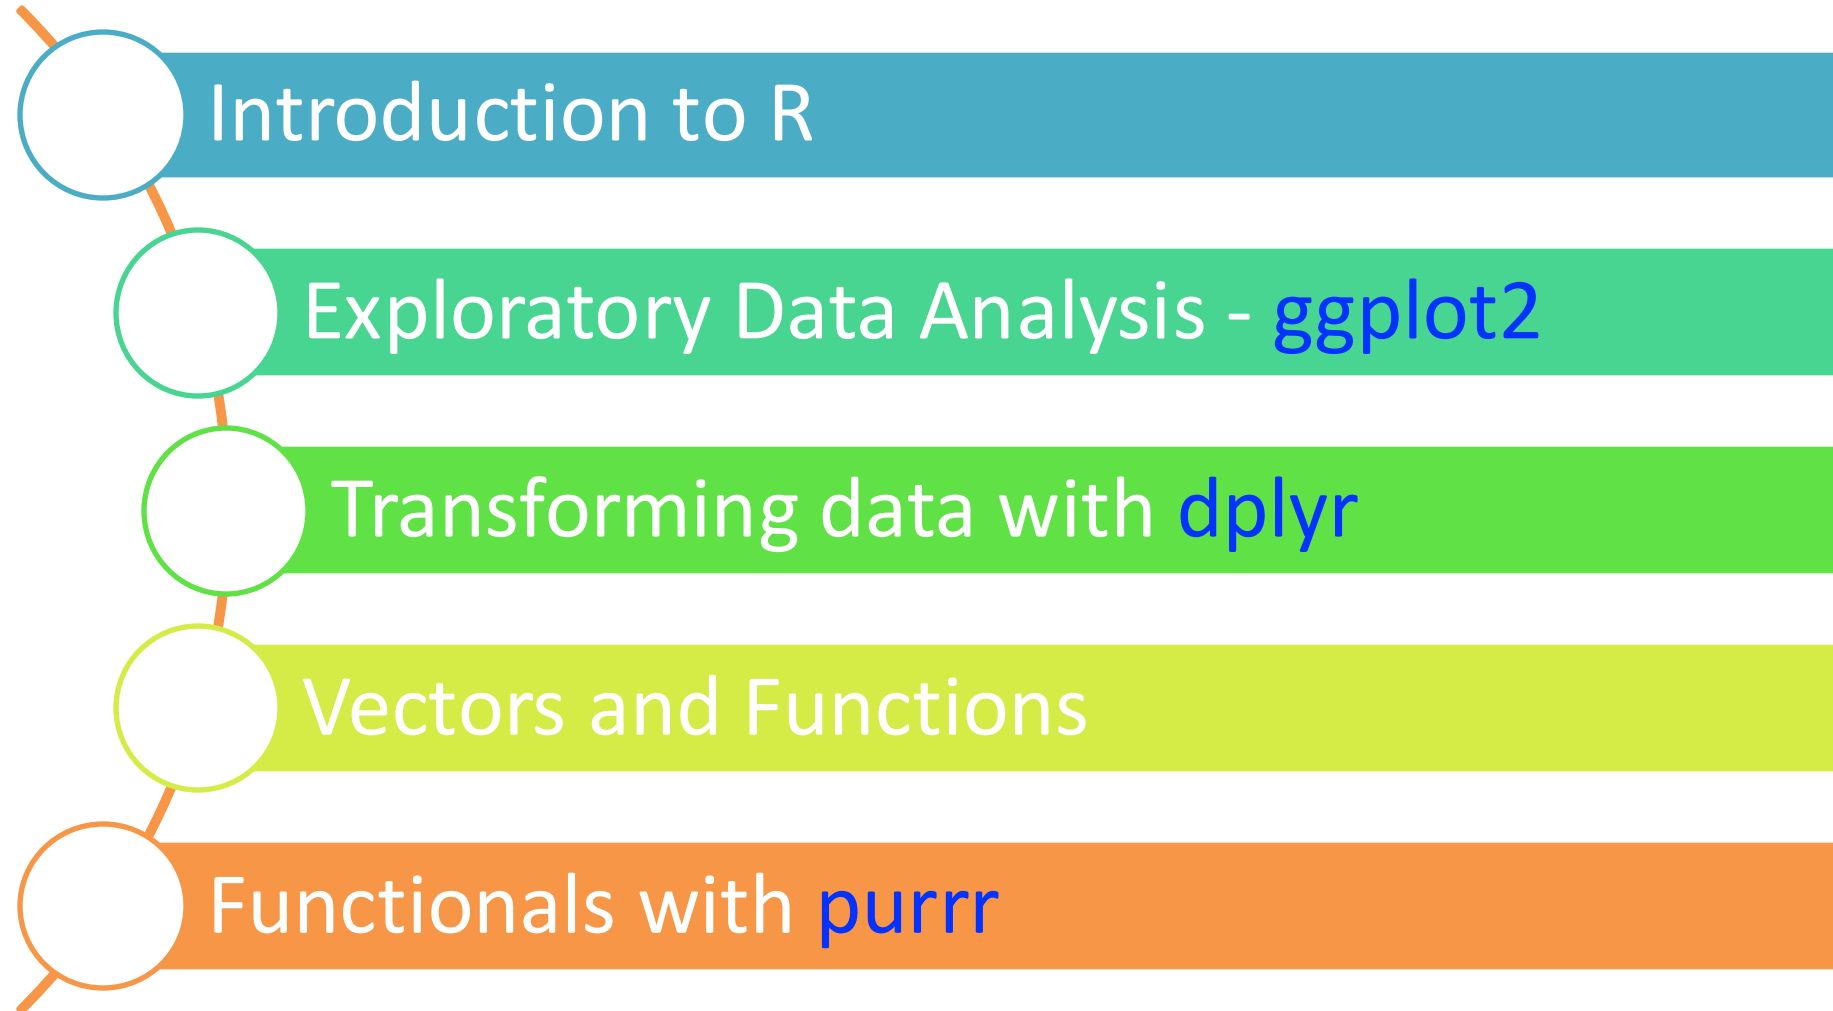 Introduction to R
Exploratory Data Analysis - ggplot2
Transforming data with dplyr
Vectors and Functions
Functionals with purrr